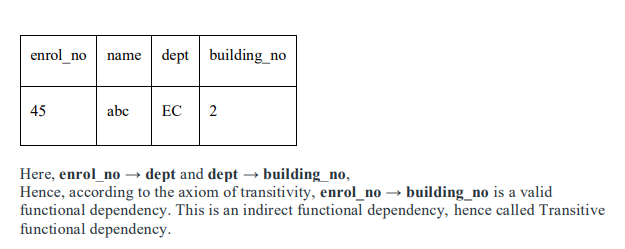 enrol_no name dept building_no
45 abc EC 2
Here, enrol_no → dept and dept → building_no,
Hence, according to the axiom of transitivity, enrol_no → building_no is a valid
functional dependency. This is an indirect functional dependency, hence called Transitive
functional dependency.